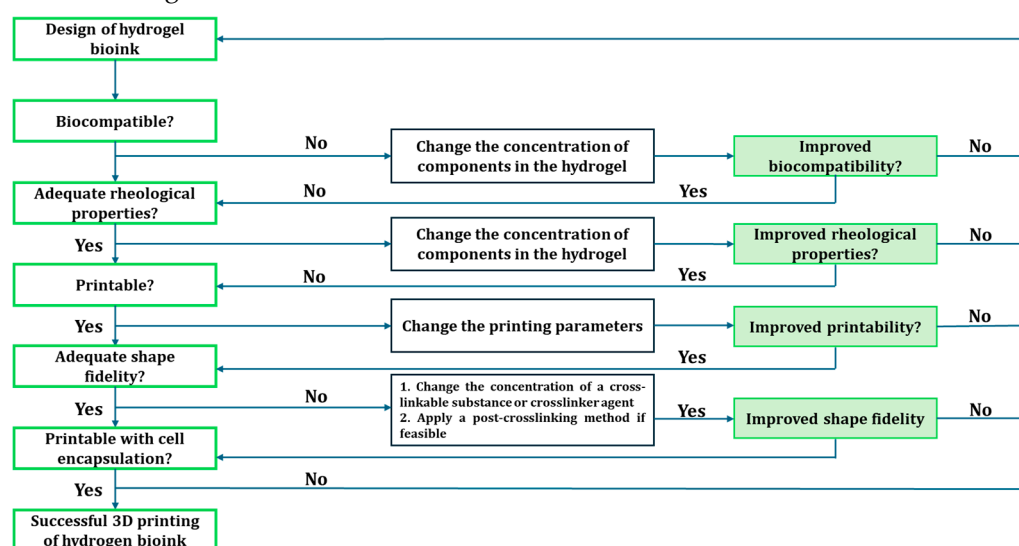 Design of hydrogel
bioink
Biocompatible?
No
Change the concentration of
components in the hydrogel
Improved
biocompatibility?
No
Adequate rheological
properties?
No
Yes
Yes
Change the concentration of
components in the hydrogel
Improved rheological
properties?
No
Printable?
No
Yes
Yes
Change the printing parameters
Improved printability?
No
Adequate shape
fidelity?
Yes
Yes
No
1. Change the concentration of a cross-
linkable substance or crosslinker agent
2. Apply a post-crosslinking method if
feasible
Yes
Improved shape fidelity
No
Printable with cell
encapsulation?
Yes
No
Successful 3D printing
of hydrogen bioink